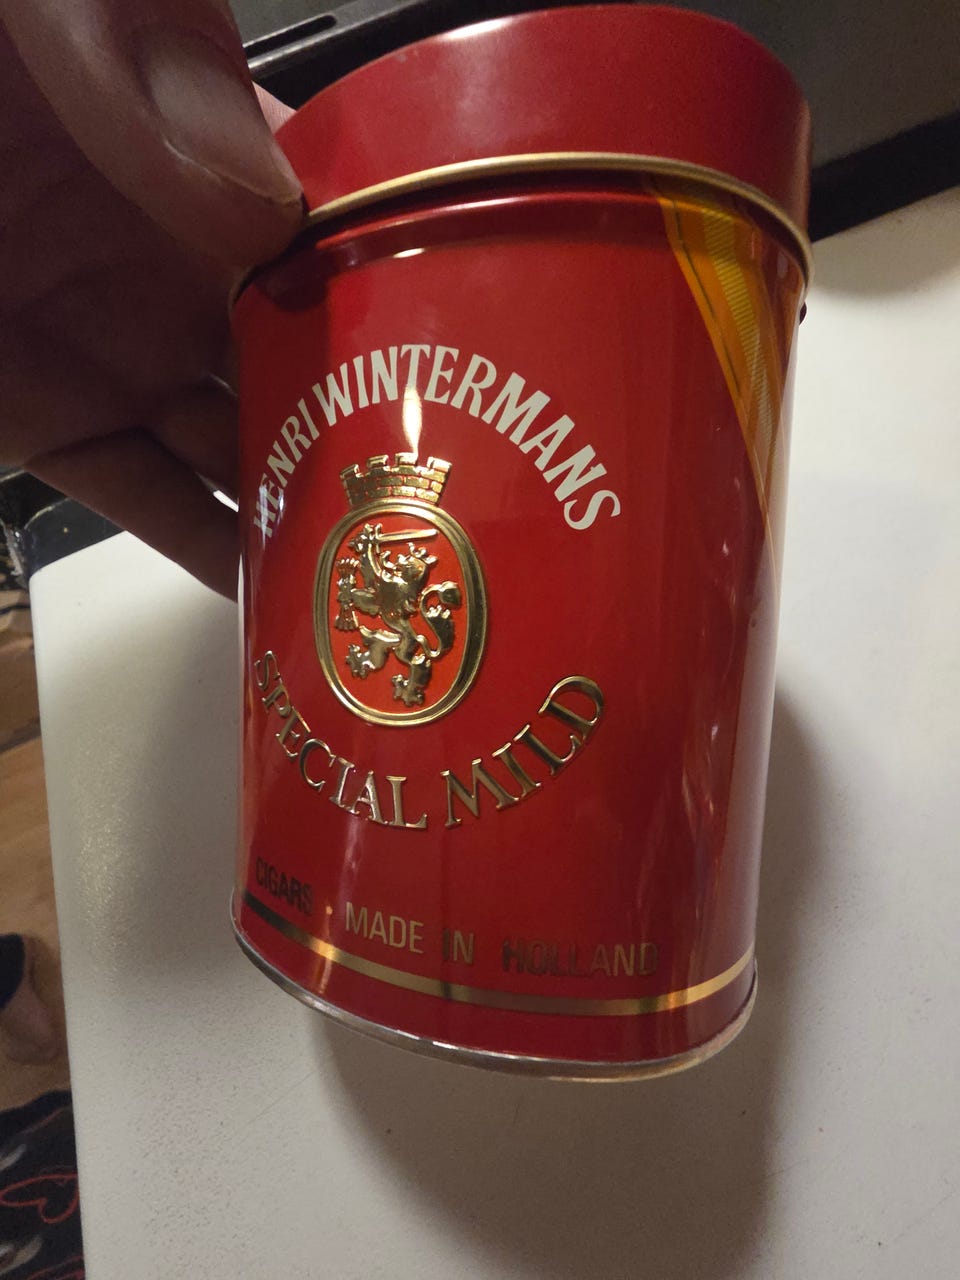 HENRI WINTERMANS
SPECIAL MILD
CIGARS MADE IN HOLLAND